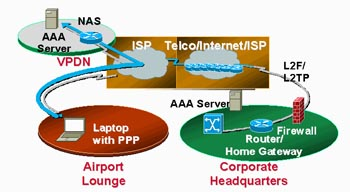 NAS
AAA
Server
VPDN
ISP
Telco/Internet/ISP
L2F/
L2TP
AAA Server
Laptop
with PPP
Firewall
Router/
Home Gateway
Airport
Lounge
Corporate
Headquarters